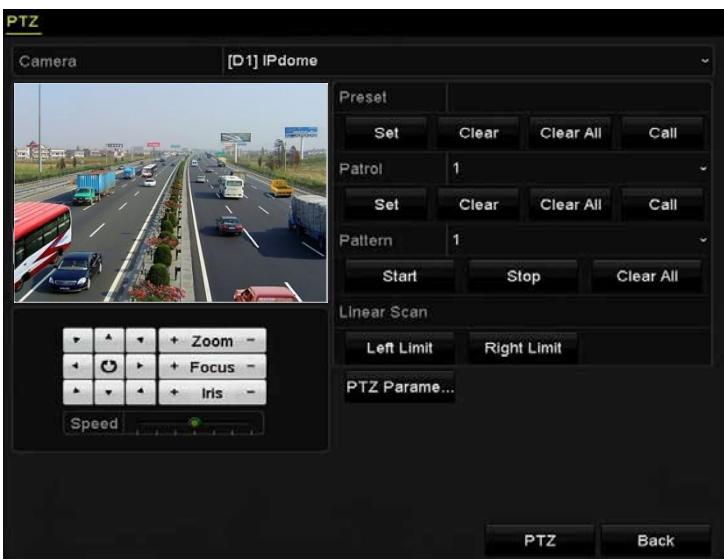 PTZ
Camera [D1] IPdome
Preset
Set Clear Clear All Call
Patrol 1
Set Clear Clear All Call
Pattern 1
Start Stop Clear All
Linear Scan
Left Limit Right Limit
PTZ Parame...
+ Zoom −
+ Focus −
+ Iris −
Speed
PTZ Back